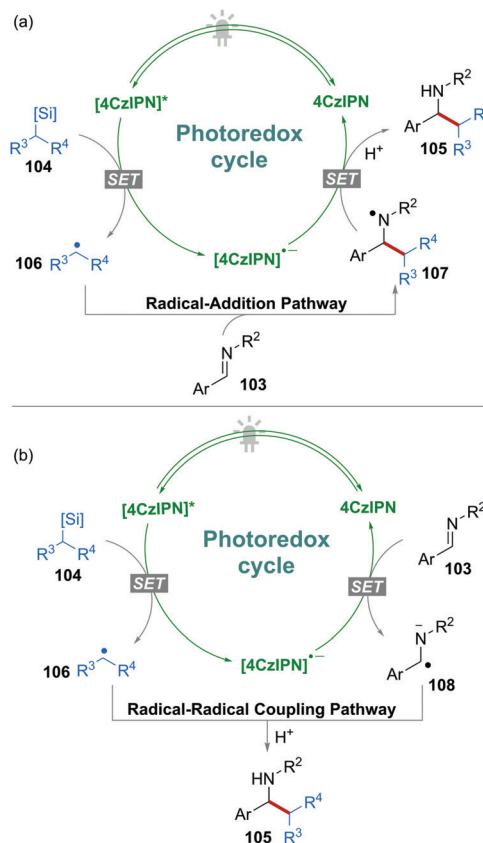 (a)
[4CzIPN]*
4CzIPN
[Si]
R³ R⁴
104
Photoredox
cycle
HN R²
Ar
R³
105
H⁺
SET
SET
106
R³ R⁴
[4CzIPN]•−
N R²
Ar
R⁴
R³
107
Radical-Addition Pathway
N R²
Ar
103
(b)
[4CzIPN]*
4CzIPN
[Si]
R³ R⁴
104
Photoredox
cycle
N R²
Ar
103
SET
SET
106
R³ R⁴
[4CzIPN]•−
N− R²
Ar
108
Radical-Radical Coupling Pathway
H⁺
HN R²
Ar
R⁴
R³
105